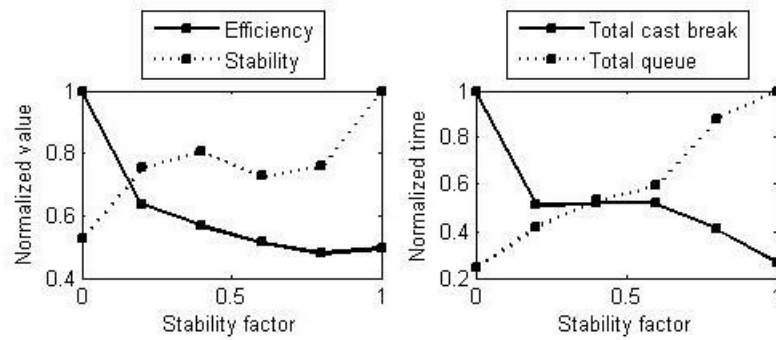 Efficiency
Stability
Normalized value
1
0.8
0.6
0.4
0
0.5
1
Stability factor
Total cast break
Total queue
Normalized time
1
0.8
0.6
0.4
0.2
0
0.5
1
Stability factor